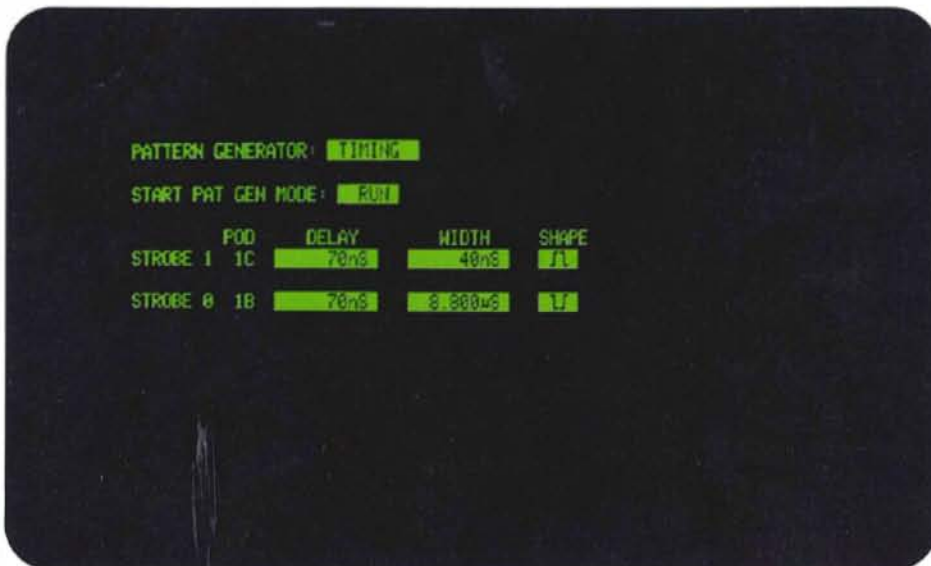 PATTERN GENERATOR: TIMING
START PAT GEN MODE: RUN
POD DELAY WIDTH SHAPE
STROBE 1 1C 70nS 40nS
STROBE 0 1B 70nS 8.800µS